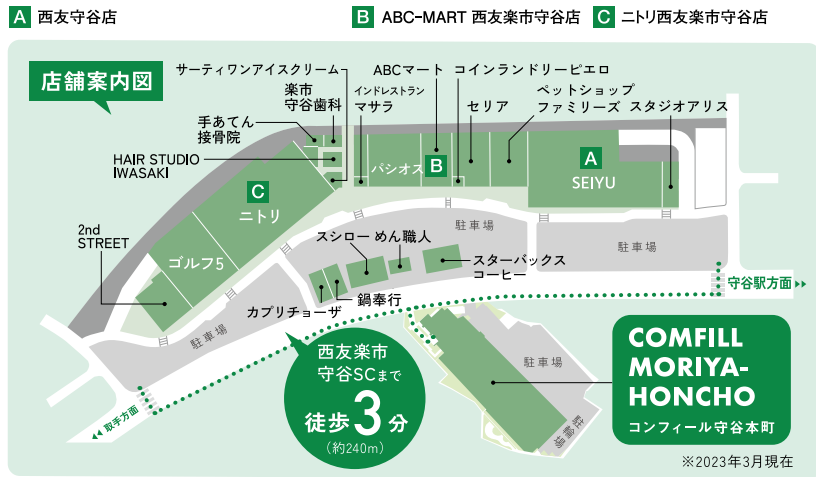 A 西友守谷店
B ABC-MART 西友楽市守谷店
C ニトリ西友楽市守谷店
店舗案内図
サーティワンアイスクリーム
楽市
守谷歯科
手あてん
接骨院
HAIR STUDIO
IWASAKI
インドレストラン
マサラ
ABCマート
コインランドリーピエロ
セリア
ペットショップ
ファミリーズ
スタジオアリス
パシオス
B
A
SEIYU
C
ニトリ
2nd
STREET
ゴルフ5
駐車場
駐車場
スシロー
めん職人
スターバックス
コーヒー
カプリチョーザ
鍋奉行
駐車場
守谷駅方面
取手方面
西友楽市
守谷SCまで
徒歩3分
(約240m)
駐車場
駐輪場
COMFILL
MORIYA-
HONCHO
コンフィール守谷本町
※2023年3月現在